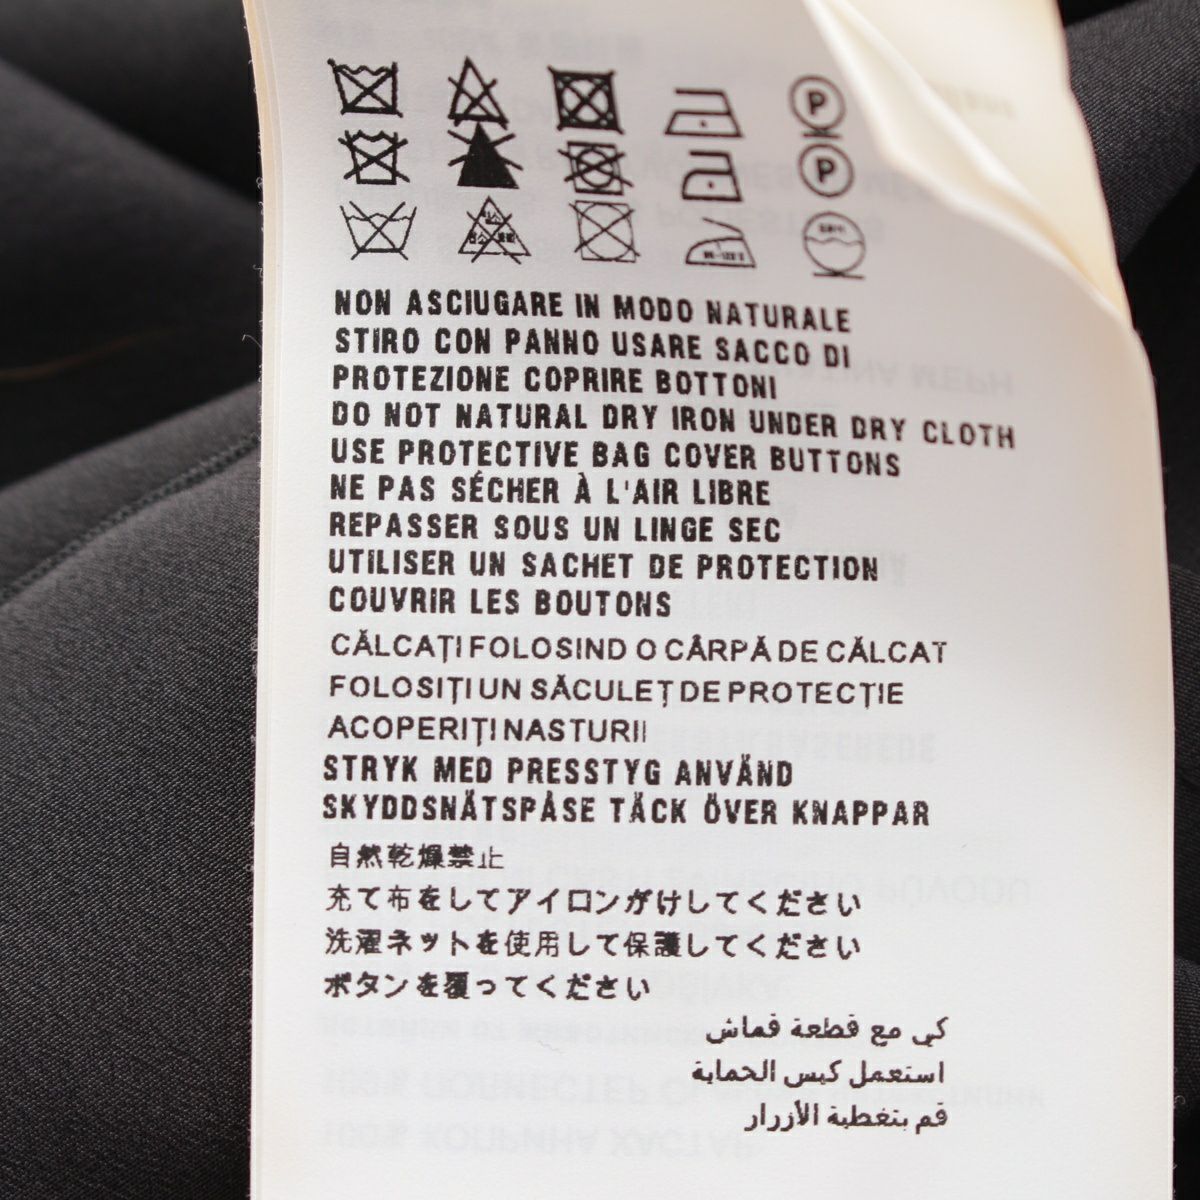 P
P
NON ASCIUGARE IN MODO NATURALE
STIRO CON PANNO USARE SACCO DI
PROTEZIONE COPRIRE BOTTONI
DO NOT NATURAL DRY IRON UNDER DRY CLOTH
USE PROTECTIVE BAG COVER BUTTONS
NE PAS SÉCHER À L'AIR LIBRE
REPASSER SOUS UN LINGE SEC
UTILISER UN SACHET DE PROTECTION
COUVRIR LES BOUTONS
CĂLCAȚI FOLOSIND O CÂRPĂ DE CĂLCAT
FOLOSIȚI UN SĂCULEȚ DE PROTECȚIE
ACOPERIȚI NASTURII
STRYK MED PRESSTYG ANVÄND
SKYDDSNÄTSPÅSE TÄCK ÖVER KNAPPAR
自然乾燥禁止
充て布をしてアイロンがけしてください
洗濯ネットを使用して保護してください
ボタンを覆ってください
كي مع قطعة قماش
استعمل كيس الحماية
قم بتغطية الأزرار